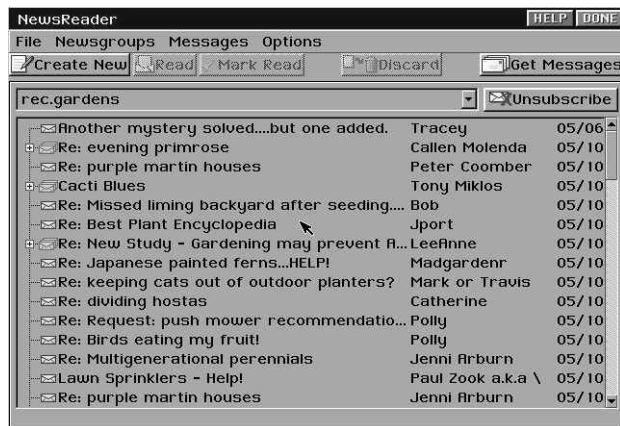 NewsReader HELP DONE
File Newsgroups Messages Options
Create New Read Mark Read Discard Get Messages
rec.gardens Unsubscribe
Another mystery solved....but one added. Tracey 05/06
Re: evening primrose Callen Molenda 05/10
Re: purple martin houses Peter Coomber 05/10
Cacti Blues Tony Miklos 05/10
Re: Missed liming backyard after seeding.... Bob 05/10
Re: Best Plant Encyclopedia Jport 05/10
Re: New Study - Gardening may prevent A... LeeAnne 05/10
Re: Japanese painted ferns...HELP! Madgardenr 05/10
Re: keeping cats out of outdoor planters? Mark or Travis 05/10
Re: dividing hostas Catherine 05/10
Re: Request: push mower recommendatio... Polly 05/10
Re: Birds eating my fruit! Polly 05/10
Re: Multigenerational perennials Jenni Arburn 05/10
Lawn Sprinklers - Help! Paul Zook a.k.a \ 05/10
Re: purple martin houses Jenni Arburn 05/10